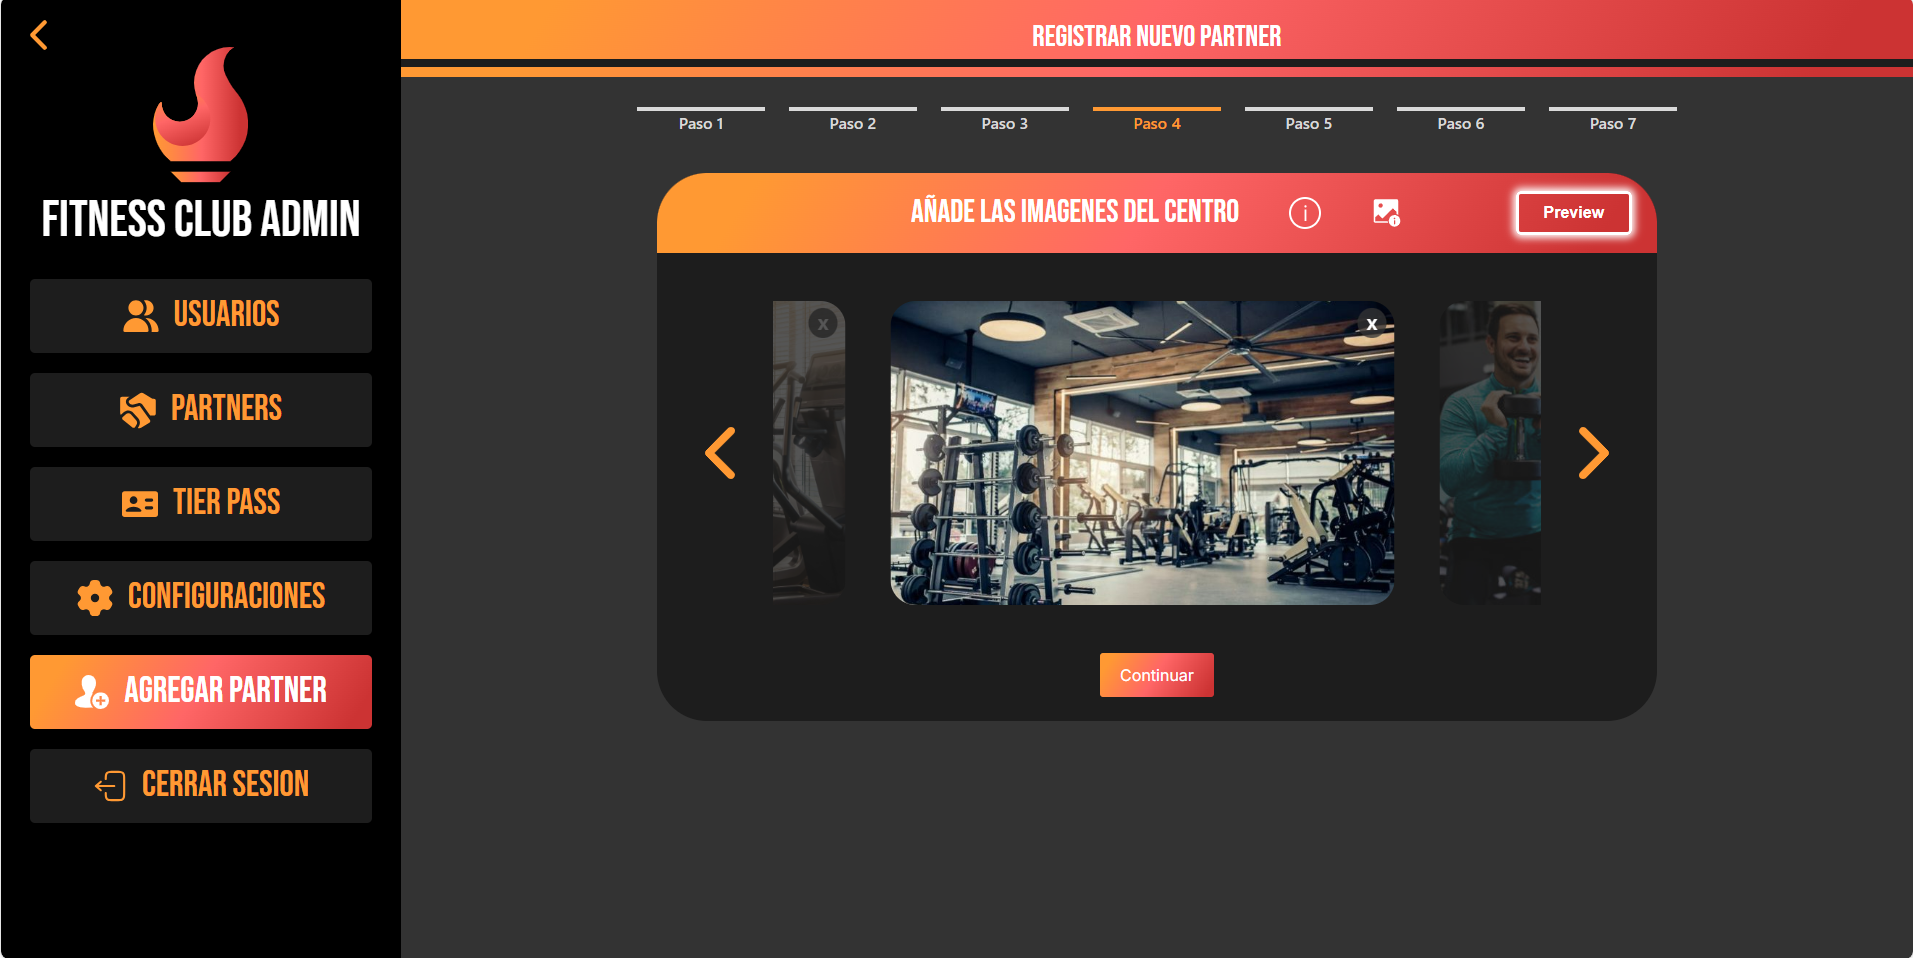 REGISTRAR NUEVO PARTNER
FITNESS CLUB ADMIN
USUARIOS
PARTNERS
TIER PASS
CONFIGURACIONES
AGREGAR PARTNER
CERRAR SESION
Paso 1
Paso 2
Paso 3
Paso 4
Paso 5
Paso 6
Paso 7
AÑADE LAS IMAGENES DEL CENTRO
Preview
x
x
Continuar